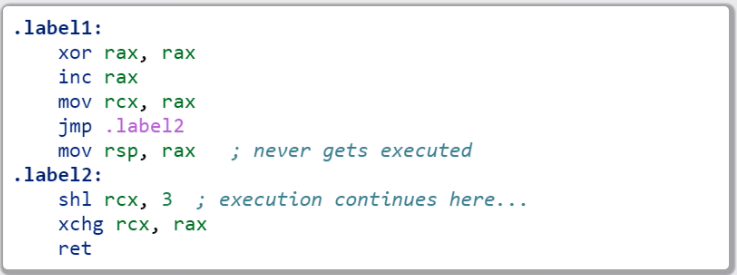 .label1:
    xor rax, rax
    inc rax
    mov rcx, rax
    jmp .label2
    mov rsp, rax   ; never gets executed
.label2:
    shl rcx, 3  ; execution continues here...
    xchg rcx, rax
    ret